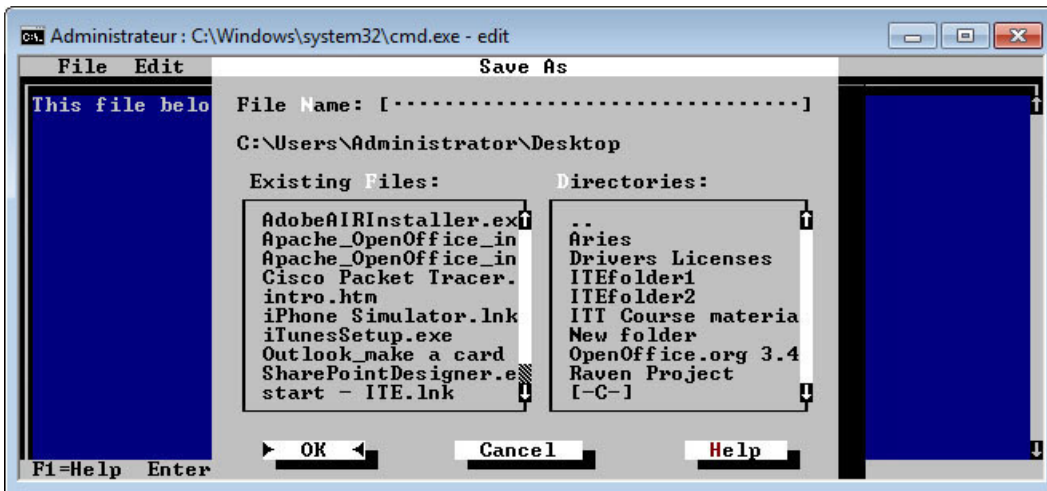 Administrateur : C:\Windows\system32\cmd.exe - edit
File Edit Save As
This file belo
File Name: [································]
C:\Users\Administrator\Desktop
Existing Files: Directories:
AdobeAIRInstaller.ex ..
Apache_OpenOffice_in Aries
Apache_OpenOffice_in Drivers Licenses
Cisco Packet Tracer. ITEfolder1
intro.htm ITEfolder2
iPhone Simulator.lnk ITT Course materia
iTunesSetup.exe New folder
Outlook_make a card OpenOffice.org 3.4
SharePointDesigner.e Raven Project
start - ITE.lnk [-C-]
OK Cancel Help
F1=Help Enter